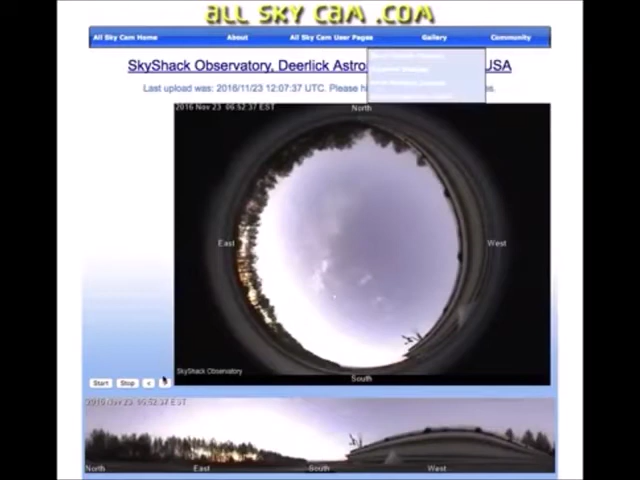 ALL SKY CAM .COM
All Sky Cam Home About All Sky Cam User Pages Gallery Community
SkyShack Observatory, Deerlick Astro USA
Last upload was: 2016/11/23 12:07:37 UTC. Please
2016 Nov 23 06:52:37 EST
North
East
West
SkyShack Observatory
South
Start Stop <
2016 Nov 23 06:52:37 EST
North East South West